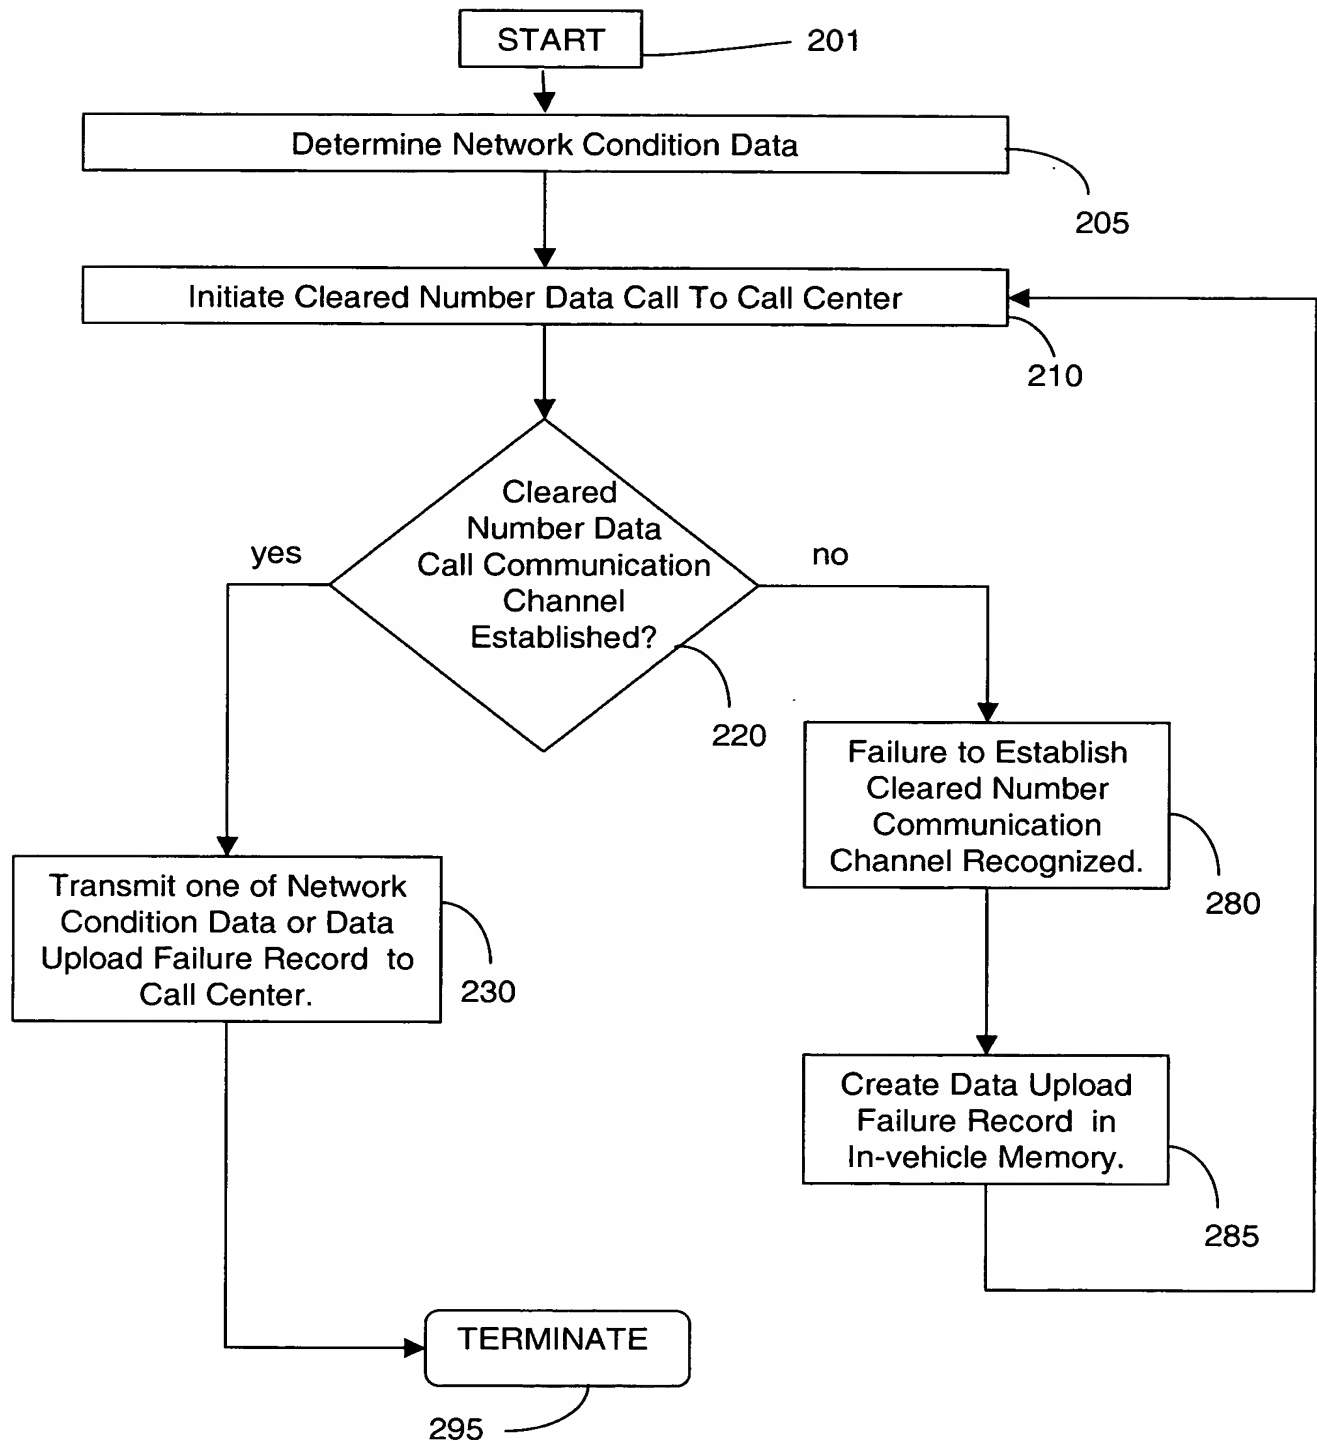 START
201
Determine Network Condition Data
205
Initiate Cleared Number Data Call To Call Center
210
Cleared
Number Data
Call Communication
Channel
Established?
yes
no
220
Failure to Establish
Cleared Number
Communication
Channel Recognized.
280
Transmit one of Network
Condition Data or Data
Upload Failure Record to
Call Center.
230
Create Data Upload
Failure Record in
In-vehicle Memory.
285
TERMINATE
295